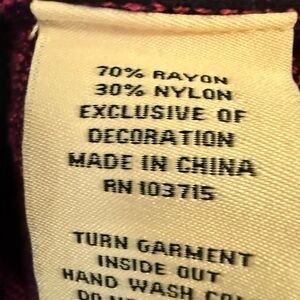 70% RAYON
30% NYLON
EXCLUSIVE OF
DECORATION
MADE IN CHINA
RN 103715
TURN GARMENT
INSIDE OUT
HAND WASH